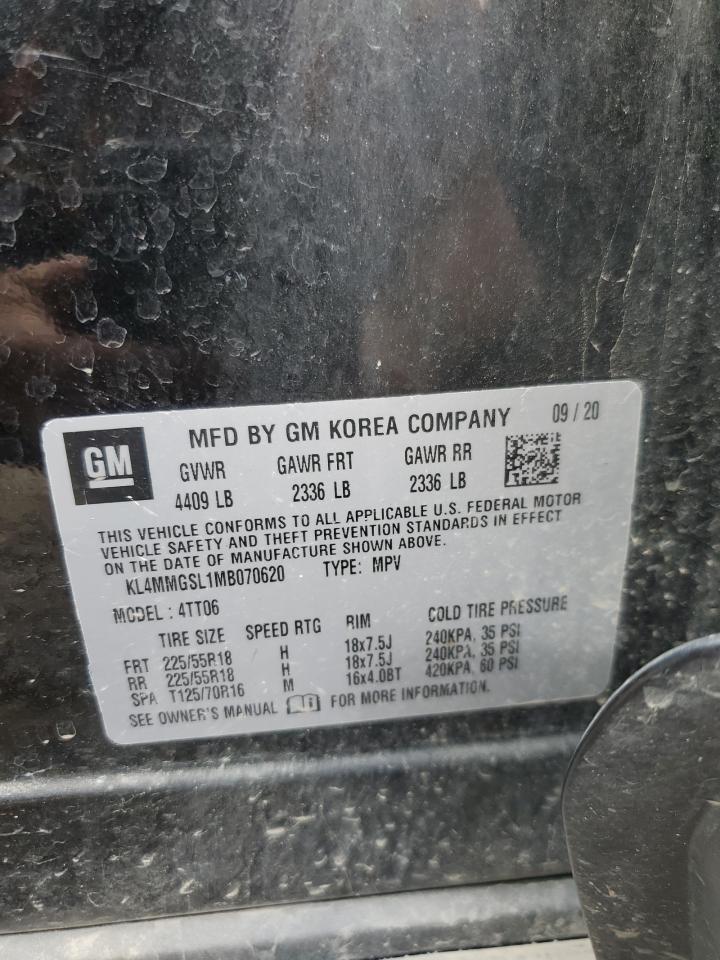 GM
MFD BY GM KOREA COMPANY 09 / 20
GVWR GAWR FRT GAWR RR
4409 LB 2336 LB 2336 LB
THIS VEHICLE CONFORMS TO ALL APPLICABLE U.S. FEDERAL MOTOR
VEHICLE SAFETY AND THEFT PREVENTION STANDARDS IN EFFECT
ON THE DATE OF MANUFACTURE SHOWN ABOVE.
KL4MMGSL1MB070620 TYPE: MPV
MODEL: 4TT06
TIRE SIZE SPEED RTG RIM COLD TIRE PRESSURE
FRT 225/55R18 H 18x7.5J 240KPA, 35 PSI
RR 225/55R18 H 18x7.5J 240KPA, 35 PSI
SPA T125/70R16 M 16x4.0BT 420KPA, 60 PSI
SEE OWNER'S MANUAL FOR MORE INFORMATION.